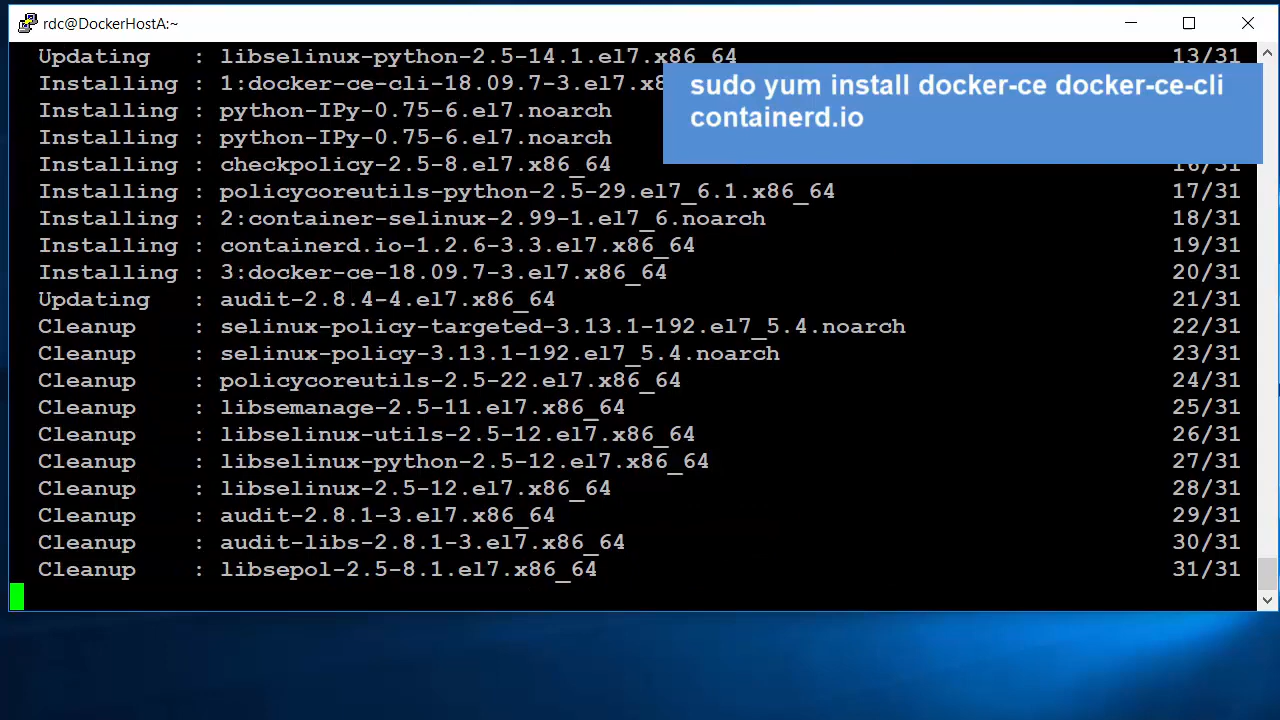 rdc@DockerHostA:~
Updating : libselinux-python-2.5-14.1.el7.x86_64 13/31
sudo yum install docker-ce docker-ce-cli
containerd.io
Installing : 1:docker-ce-cli-18.09.7-3.el7.x8
Installing : python-IPy-0.75-6.el7.noarch
Installing : python-IPy-0.75-6.el7.noarch
Installing : checkpolicy-2.5-8.el7.x86_64 16/31
Installing : policycoreutils-python-2.5-29.el7_6.1.x86_64 17/31
Installing : 2:container-selinux-2.99-1.el7_6.noarch 18/31
Installing : containerd.io-1.2.6-3.3.el7.x86_64 19/31
Installing : 3:docker-ce-18.09.7-3.el7.x86_64 20/31
Updating : audit-2.8.4-4.el7.x86_64 21/31
Cleanup : selinux-policy-targeted-3.13.1-192.el7_5.4.noarch 22/31
Cleanup : selinux-policy-3.13.1-192.el7_5.4.noarch 23/31
Cleanup : policycoreutils-2.5-22.el7.x86_64 24/31
Cleanup : libsemanage-2.5-11.el7.x86_64 25/31
Cleanup : libselinux-utils-2.5-12.el7.x86_64 26/31
Cleanup : libselinux-python-2.5-12.el7.x86_64 27/31
Cleanup : libselinux-2.5-12.el7.x86_64 28/31
Cleanup : audit-2.8.1-3.el7.x86_64 29/31
Cleanup : audit-libs-2.8.1-3.el7.x86_64 30/31
Cleanup : libsepol-2.5-8.1.el7.x86_64 31/31